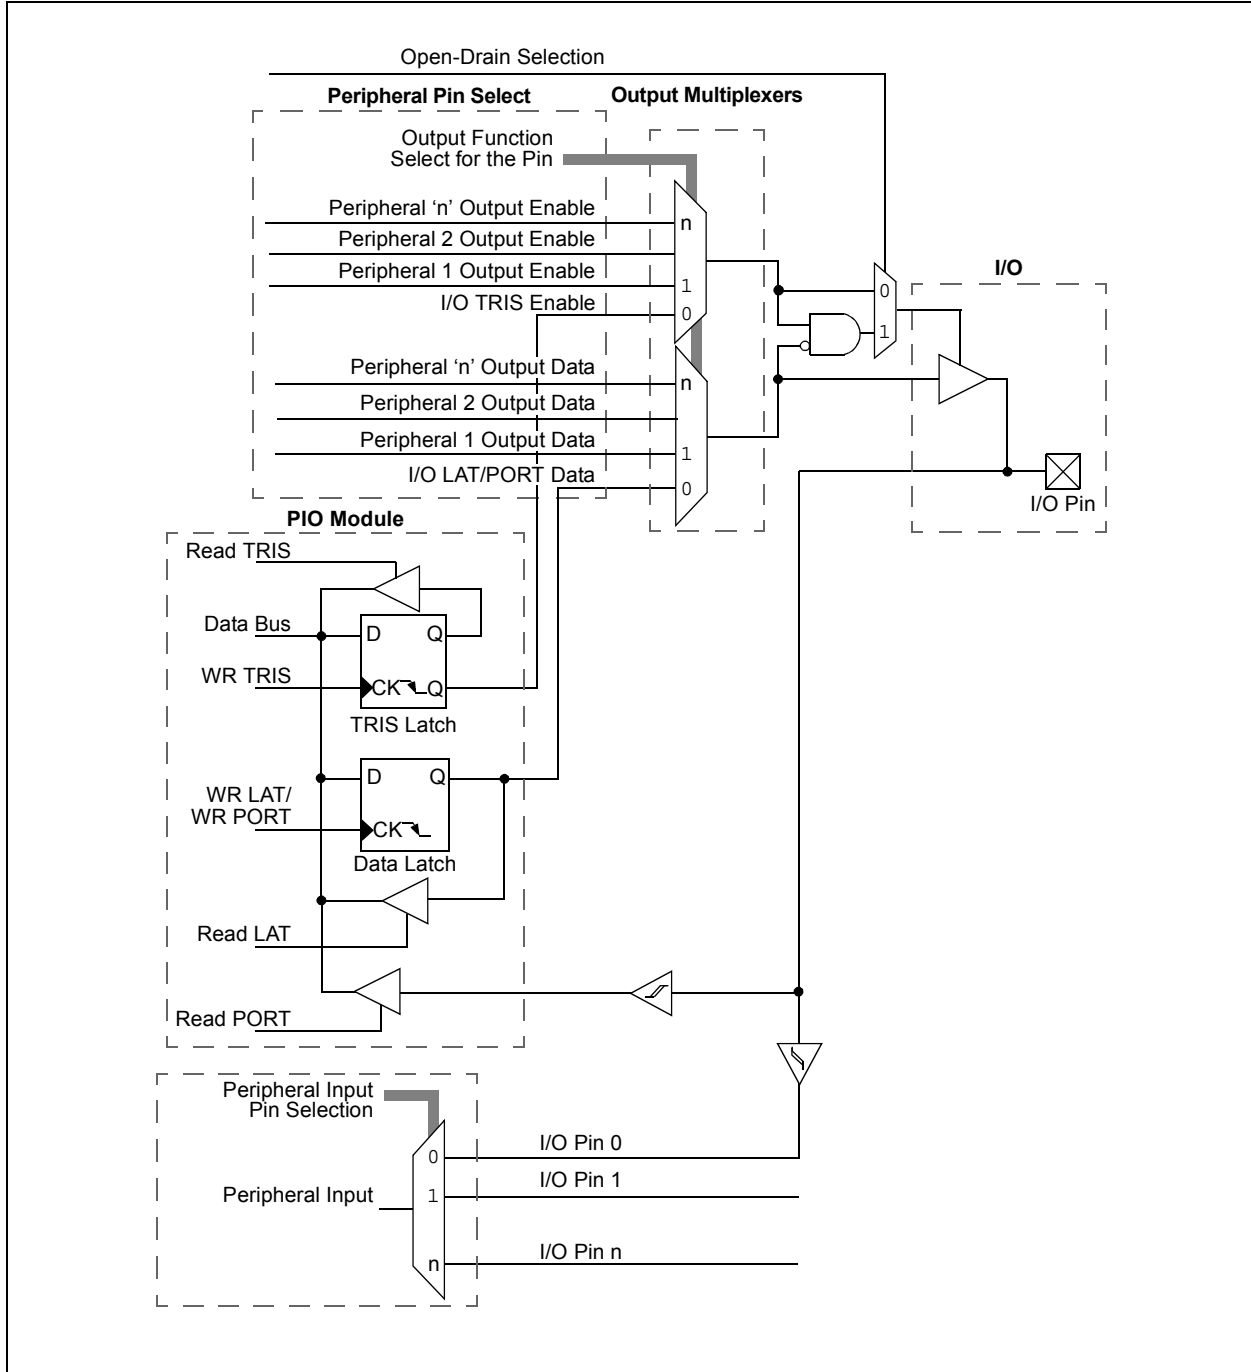 Open-Drain Selection
Peripheral Pin Select
Output Multiplexers
Output Function
Select for the Pin
Peripheral ‘n’ Output Enable
n
Peripheral 2 Output Enable
Peripheral 1 Output Enable
1
I/O TRIS Enable
0
I/O
0
1
Peripheral ‘n’ Output Data
n
Peripheral 2 Output Data
Peripheral 1 Output Data
1
I/O LAT/PORT Data
0
I/O Pin
PIO Module
Read TRIS
Data Bus
D Q
WR TRIS
CK Q
TRIS Latch
D Q
WR LAT/
WR PORT
CK
Data Latch
Read LAT
Read PORT
Peripheral Input
Pin Selection
0
I/O Pin 0
Peripheral Input
1
I/O Pin 1
n
I/O Pin n